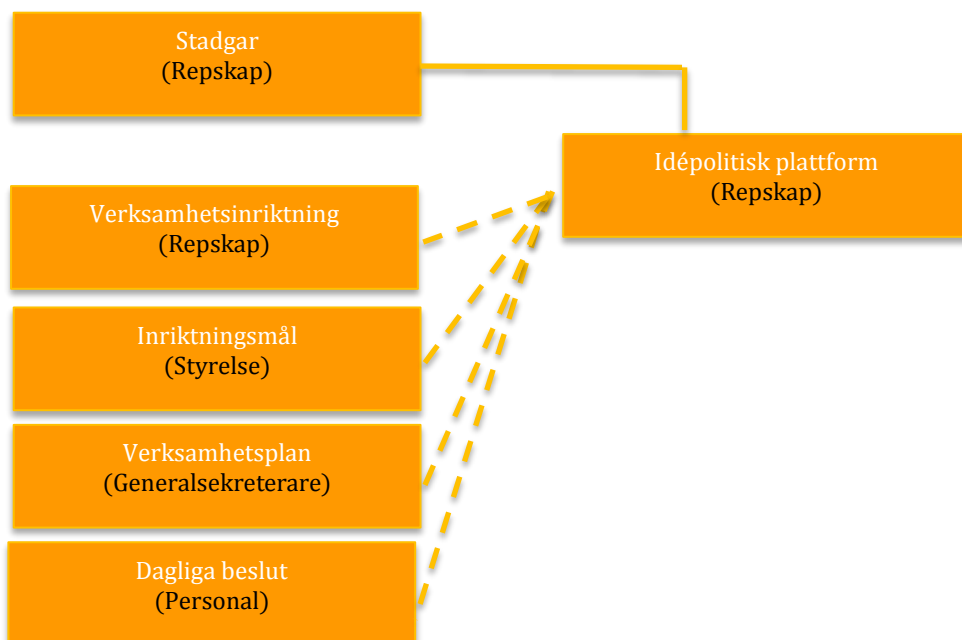 Stadgar
(Repskap)
Idépolitisk plattform
(Repskap)
Verksamhetsinriktning
(Repskap)
Inriktningsmål
(Styrelse)
Verksamhetsplan
(Generalsekreterare)
Dagliga beslut
(Personal)